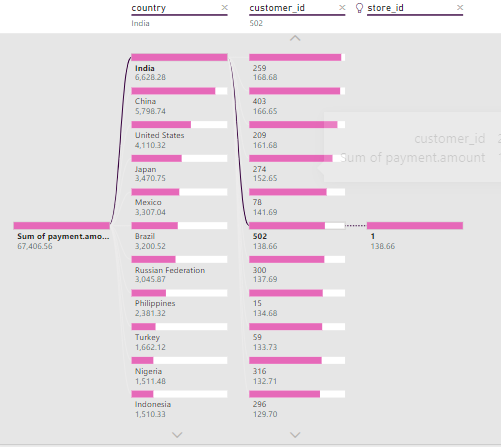 country
customer_id
store_id
India
502
India
6,628.28
China
5,798.74
United States
4,110.32
Japan
3,470.75
Mexico
3,307.04
Brazil
3,200.52
Russian Federation
3,045.87
Philippines
2,381.32
Turkey
1,662.12
Nigeria
1,511.48
Indonesia
1,510.33
Sum of payment.amo...
67,406.56
259
168.68
403
166.65
209
161.68
274
152.65
78
141.69
502
138.66
300
137.69
15
134.68
59
133.73
316
132.71
296
129.70
1
138.66
customer_id
Sum of payment.amount